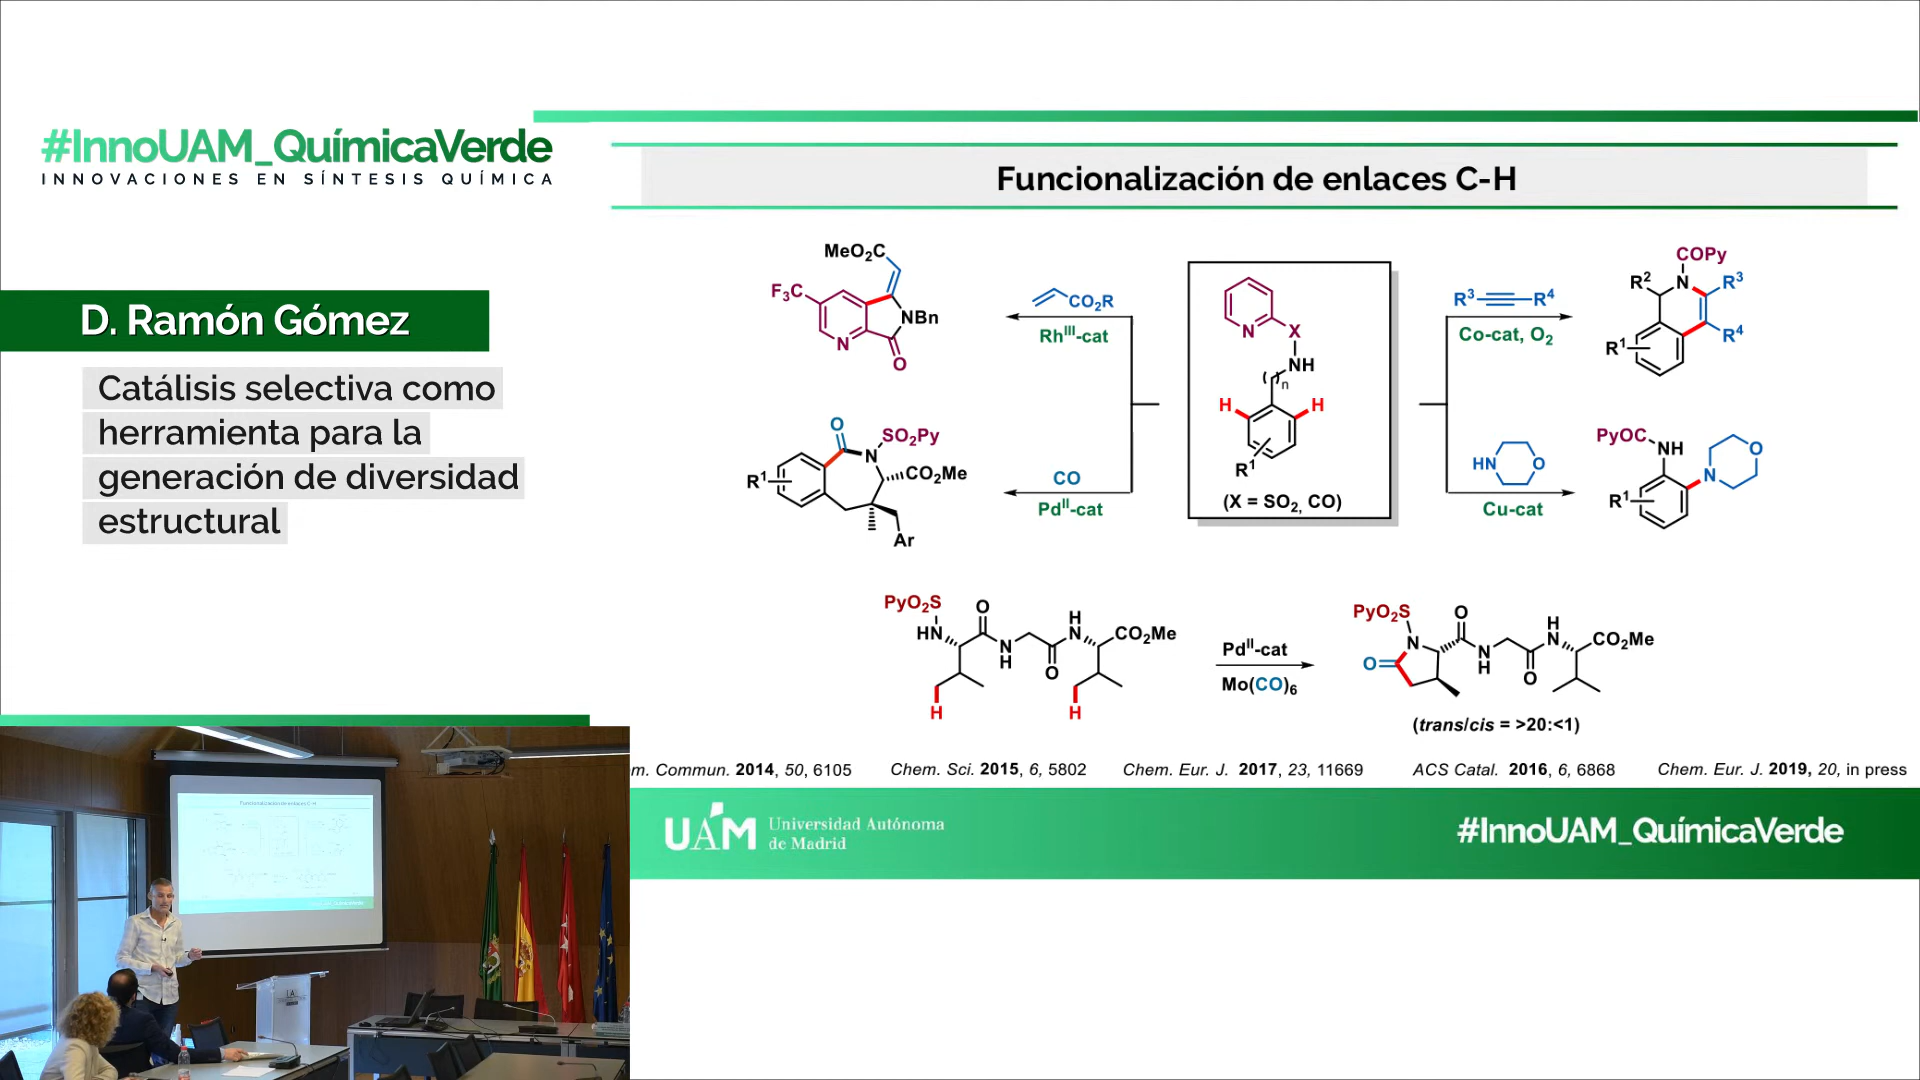 #InnoUAM_QuímicaVerde
INNOVACIONES EN SÍNTESIS QUÍMICA
D. Ramón Gómez
Catálisis selectiva como
herramienta para la
generación de diversidad
estructural
Funcionalización de enlaces C-H
MeO₂C
F₃C
N
NBn
O
CO₂R
Rhᴵᴵᴵ-cat
O
SO₂Py
N
R¹
CO₂Me
Ar
CO
Pdᴵᴵ-cat
N
X
NH
( )n
H
H
R¹
(X = SO₂, CO)
R³
R⁴
Co-cat, O₂
COPy
R²
N
R³
R⁴
R¹
HN
O
Cu-cat
PyOC
NH
N
O
R¹
PyO₂S
HN
O
N
H
O
H
N
CO₂Me
H
H
Pdᴵᴵ-cat
Mo(CO)₆
PyO₂S
N
O
O
N
H
O
H
N
CO₂Me
(trans/cis = >20:<1)
m. Commun. 2014, 50, 6105
Chem. Sci. 2015, 6, 5802
Chem. Eur. J. 2017, 23, 11669
ACS Catal. 2016, 6, 6868
Chem. Eur. J. 2019, 20, in press
UAM
Universidad Autónoma
de Madrid
#InnoUAM_QuímicaVerde
Funcionalización de enlaces C-H